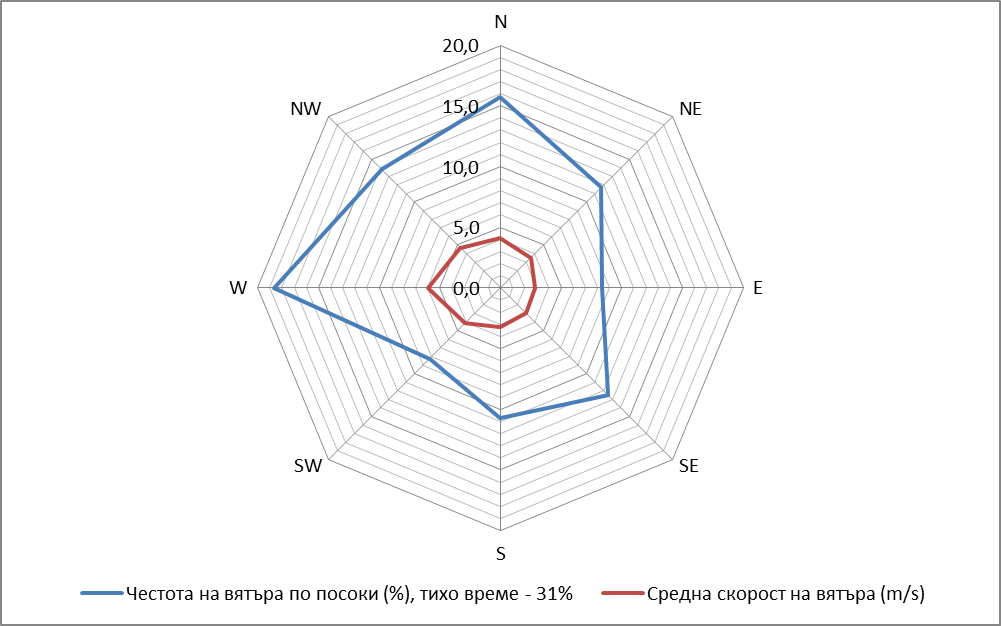 N
20,0
NW
NE
15,0
10,0
5,0
W
0,0
E
SW
SE
S
Честота на вятъра по посоки (%), тихо време - 31%
Средна скорост на вятъра (m/s)